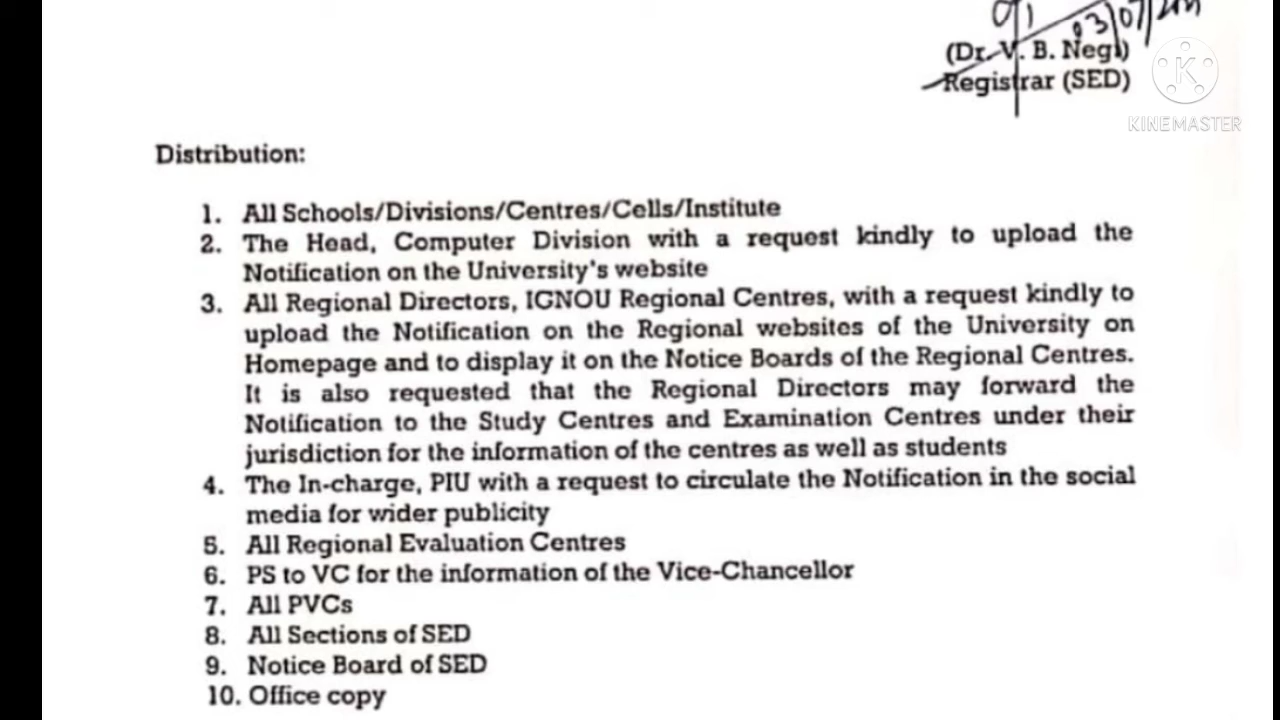 03/07/2021
(Dr. V. B. Negi)
Registrar (SED)
K
KINEMASTER
Distribution:
1. All Schools/Divisions/Centres/Cells/Institute
2. The Head, Computer Division with a request kindly to upload the
Notification on the University's website
3. All Regional Directors, IGNOU Regional Centres, with a request kindly to
upload the Notification on the Regional websites of the University on
Homepage and to display it on the Notice Boards of the Regional Centres.
It is also requested that the Regional Directors may forward the
Notification to the Study Centres and Examination Centres under their
jurisdiction for the information of the centres as well as students
4. The In-charge, PIU with a request to circulate the Notification in the social
media for wider publicity
5. All Regional Evaluation Centres
6. PS to VC for the information of the Vice-Chancellor
7. All PVCs
8. All Sections of SED
9. Notice Board of SED
10. Office copy